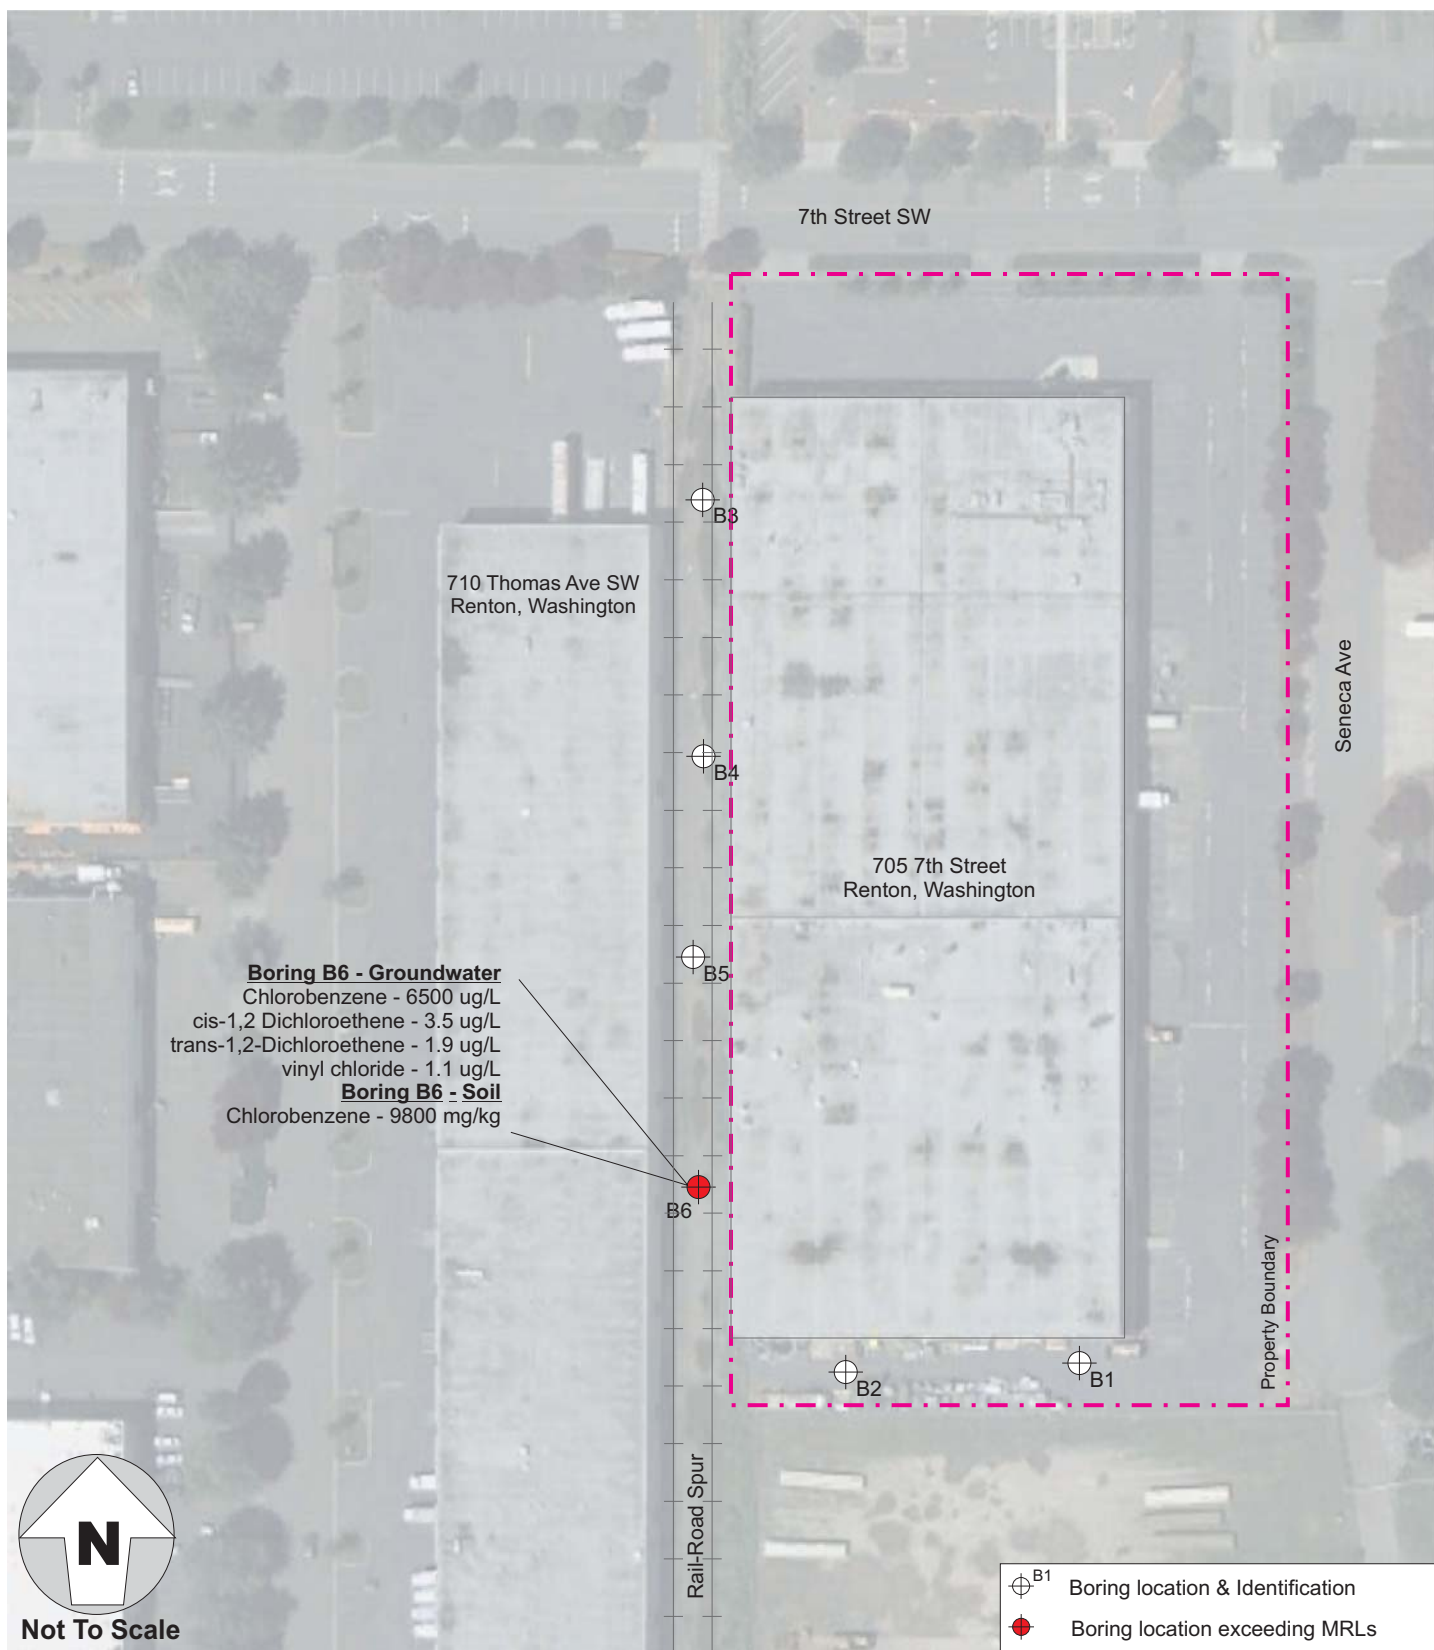 7th Street SW
B3
710 Thomas Ave SW
Renton, Washington
Seneca Ave
B4
705 7th Street
Renton, Washington
B5
Boring B6 - Groundwater
Chlorobenzene - 6500 ug/L
cis-1,2 Dichloroethene - 3.5 ug/L
trans-1,2-Dichloroethene - 1.9 ug/L
vinyl chloride - 1.1 ug/L
Boring B6 - Soil
Chlorobenzene - 9800 mg/kg
B6
Property Boundary
B2
B1
Rail-Road Spur
N
Not To Scale
B1 Boring location & Identification
Boring location exceeding MRLs